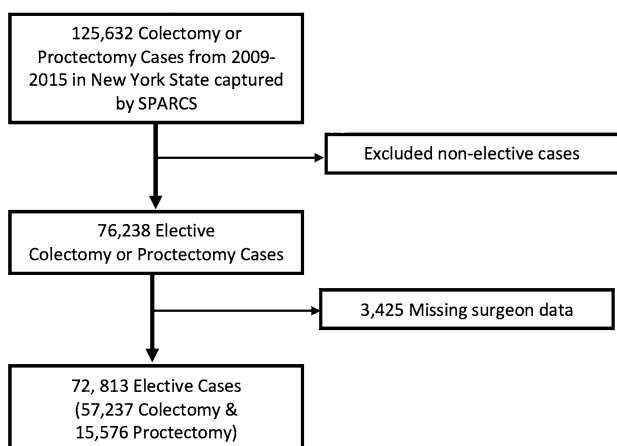 125,632 Colectomy or
Proctectomy Cases from 2009-
2015 in New York State captured
by SPARCS
Excluded non-elective cases
76,238 Elective
Colectomy or Proctectomy Cases
3,425 Missing surgeon data
72, 813 Elective Cases
(57,237 Colectomy &
15,576 Proctectomy)